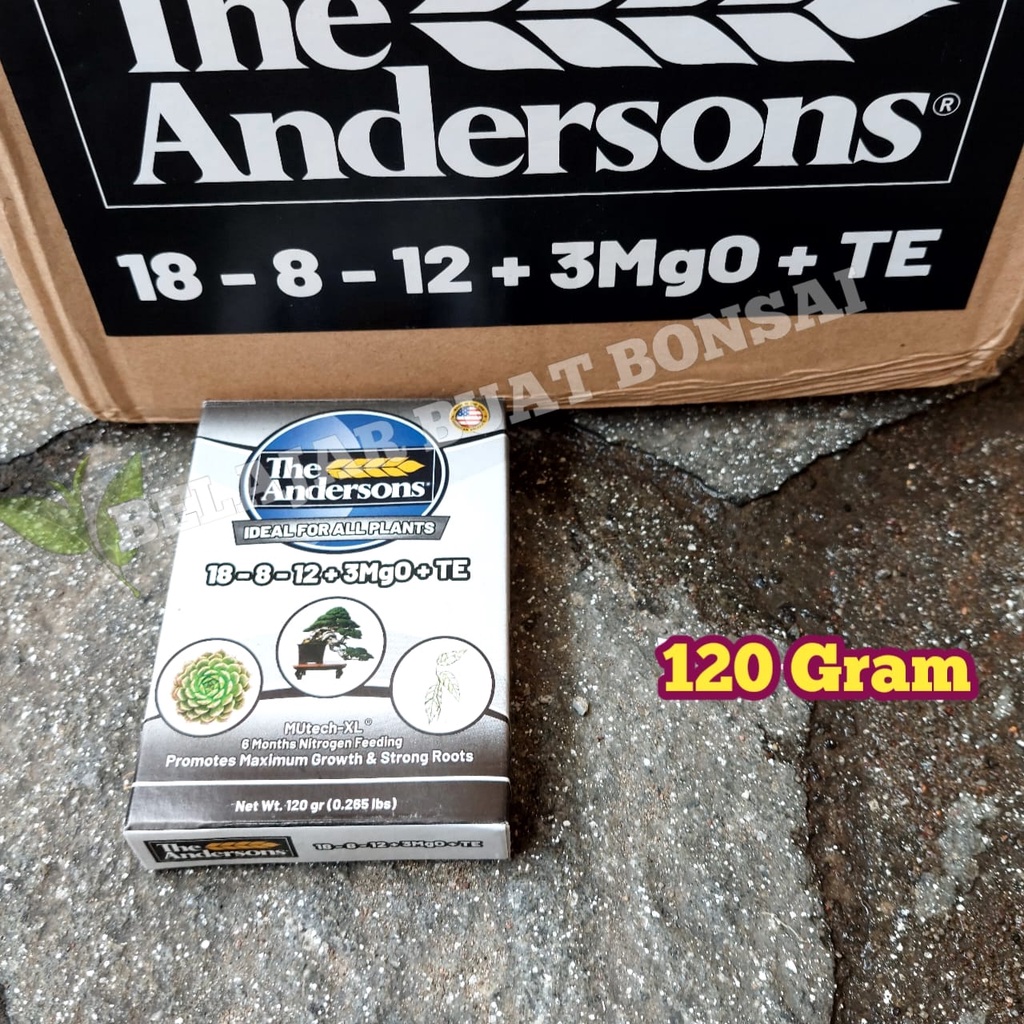 The
Andersons®
18 - 8 - 12 + 3MgO + TE
BELAJAR BUAT BONSAI
The
Andersons
IDEAL FOR ALL PLANTS
18 - 8 - 12 + 3MgO + TE
120 Gram
MUtech-XL®
6 Months Nitrogen Feeding
Promotes Maximum Growth & Strong Roots
Net Wt. 120 gr (0.265 lbs)
The
Andersons
18 - 8 - 12 + 3MgO + TE